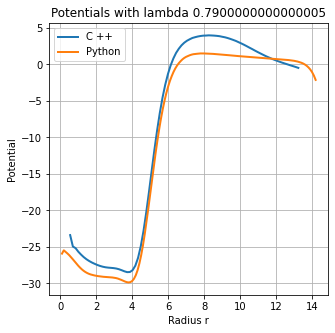 Potentials with lambda 0.7900000000000005
C ++
Python
Potential
5
0
−5
−10
−15
−20
−25
−30
0 2 4 6 8 10 12 14
Radius r